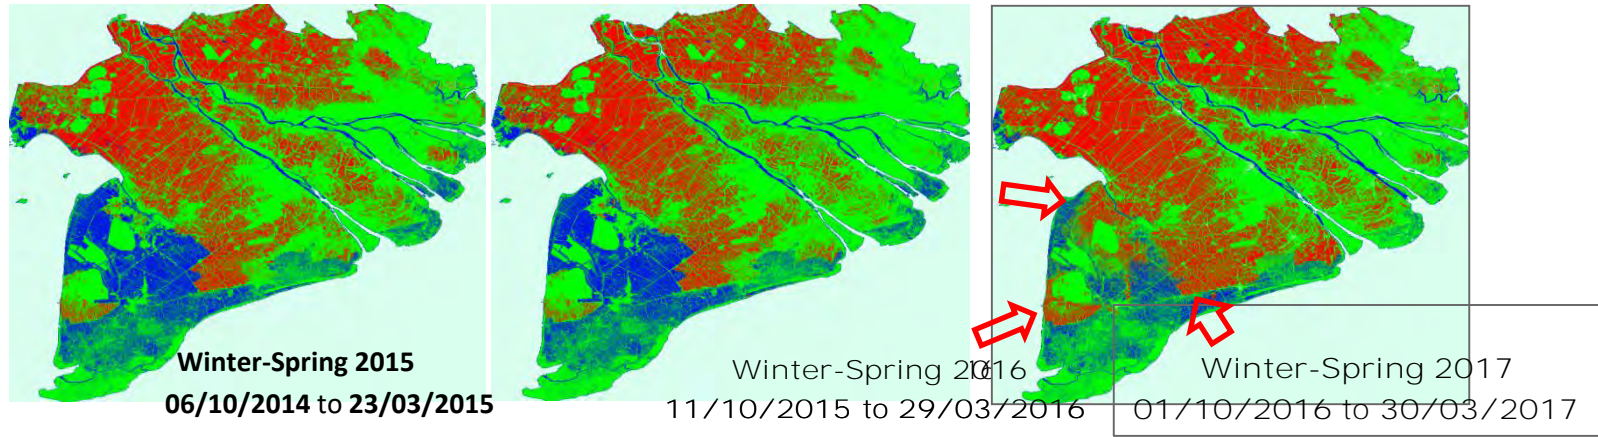 Winter-Spring 2015
06/10/2014 to 23/03/2015
Winter-Spring 2016
11/10/2015 to 29/03/2016
Winter-Spring 2017
01/10/2016 to 30/03/2017